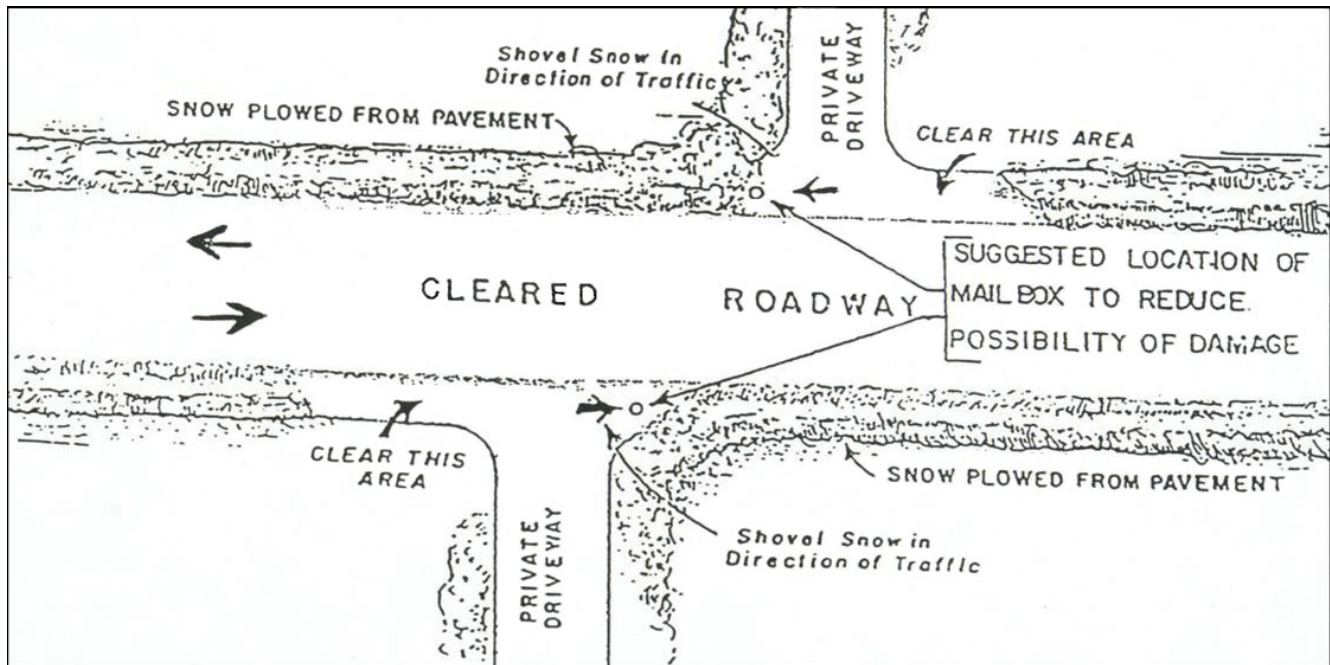 Shovel Snow in
Direction of Traffic
SNOW PLOWED FROM PAVEMENT
PRIVATE
DRIVEWAY
CLEAR THIS AREA
SUGGESTED LOCATION OF
MAILBOX TO REDUCE.
POSSIBILITY OF DAMAGE
CLEARED ROADWAY
CLEAR THIS
AREA
SNOW PLOWED FROM PAVEMENT
PRIVATE
DRIVEWAY
Shovel Snow in
Direction of Traffic